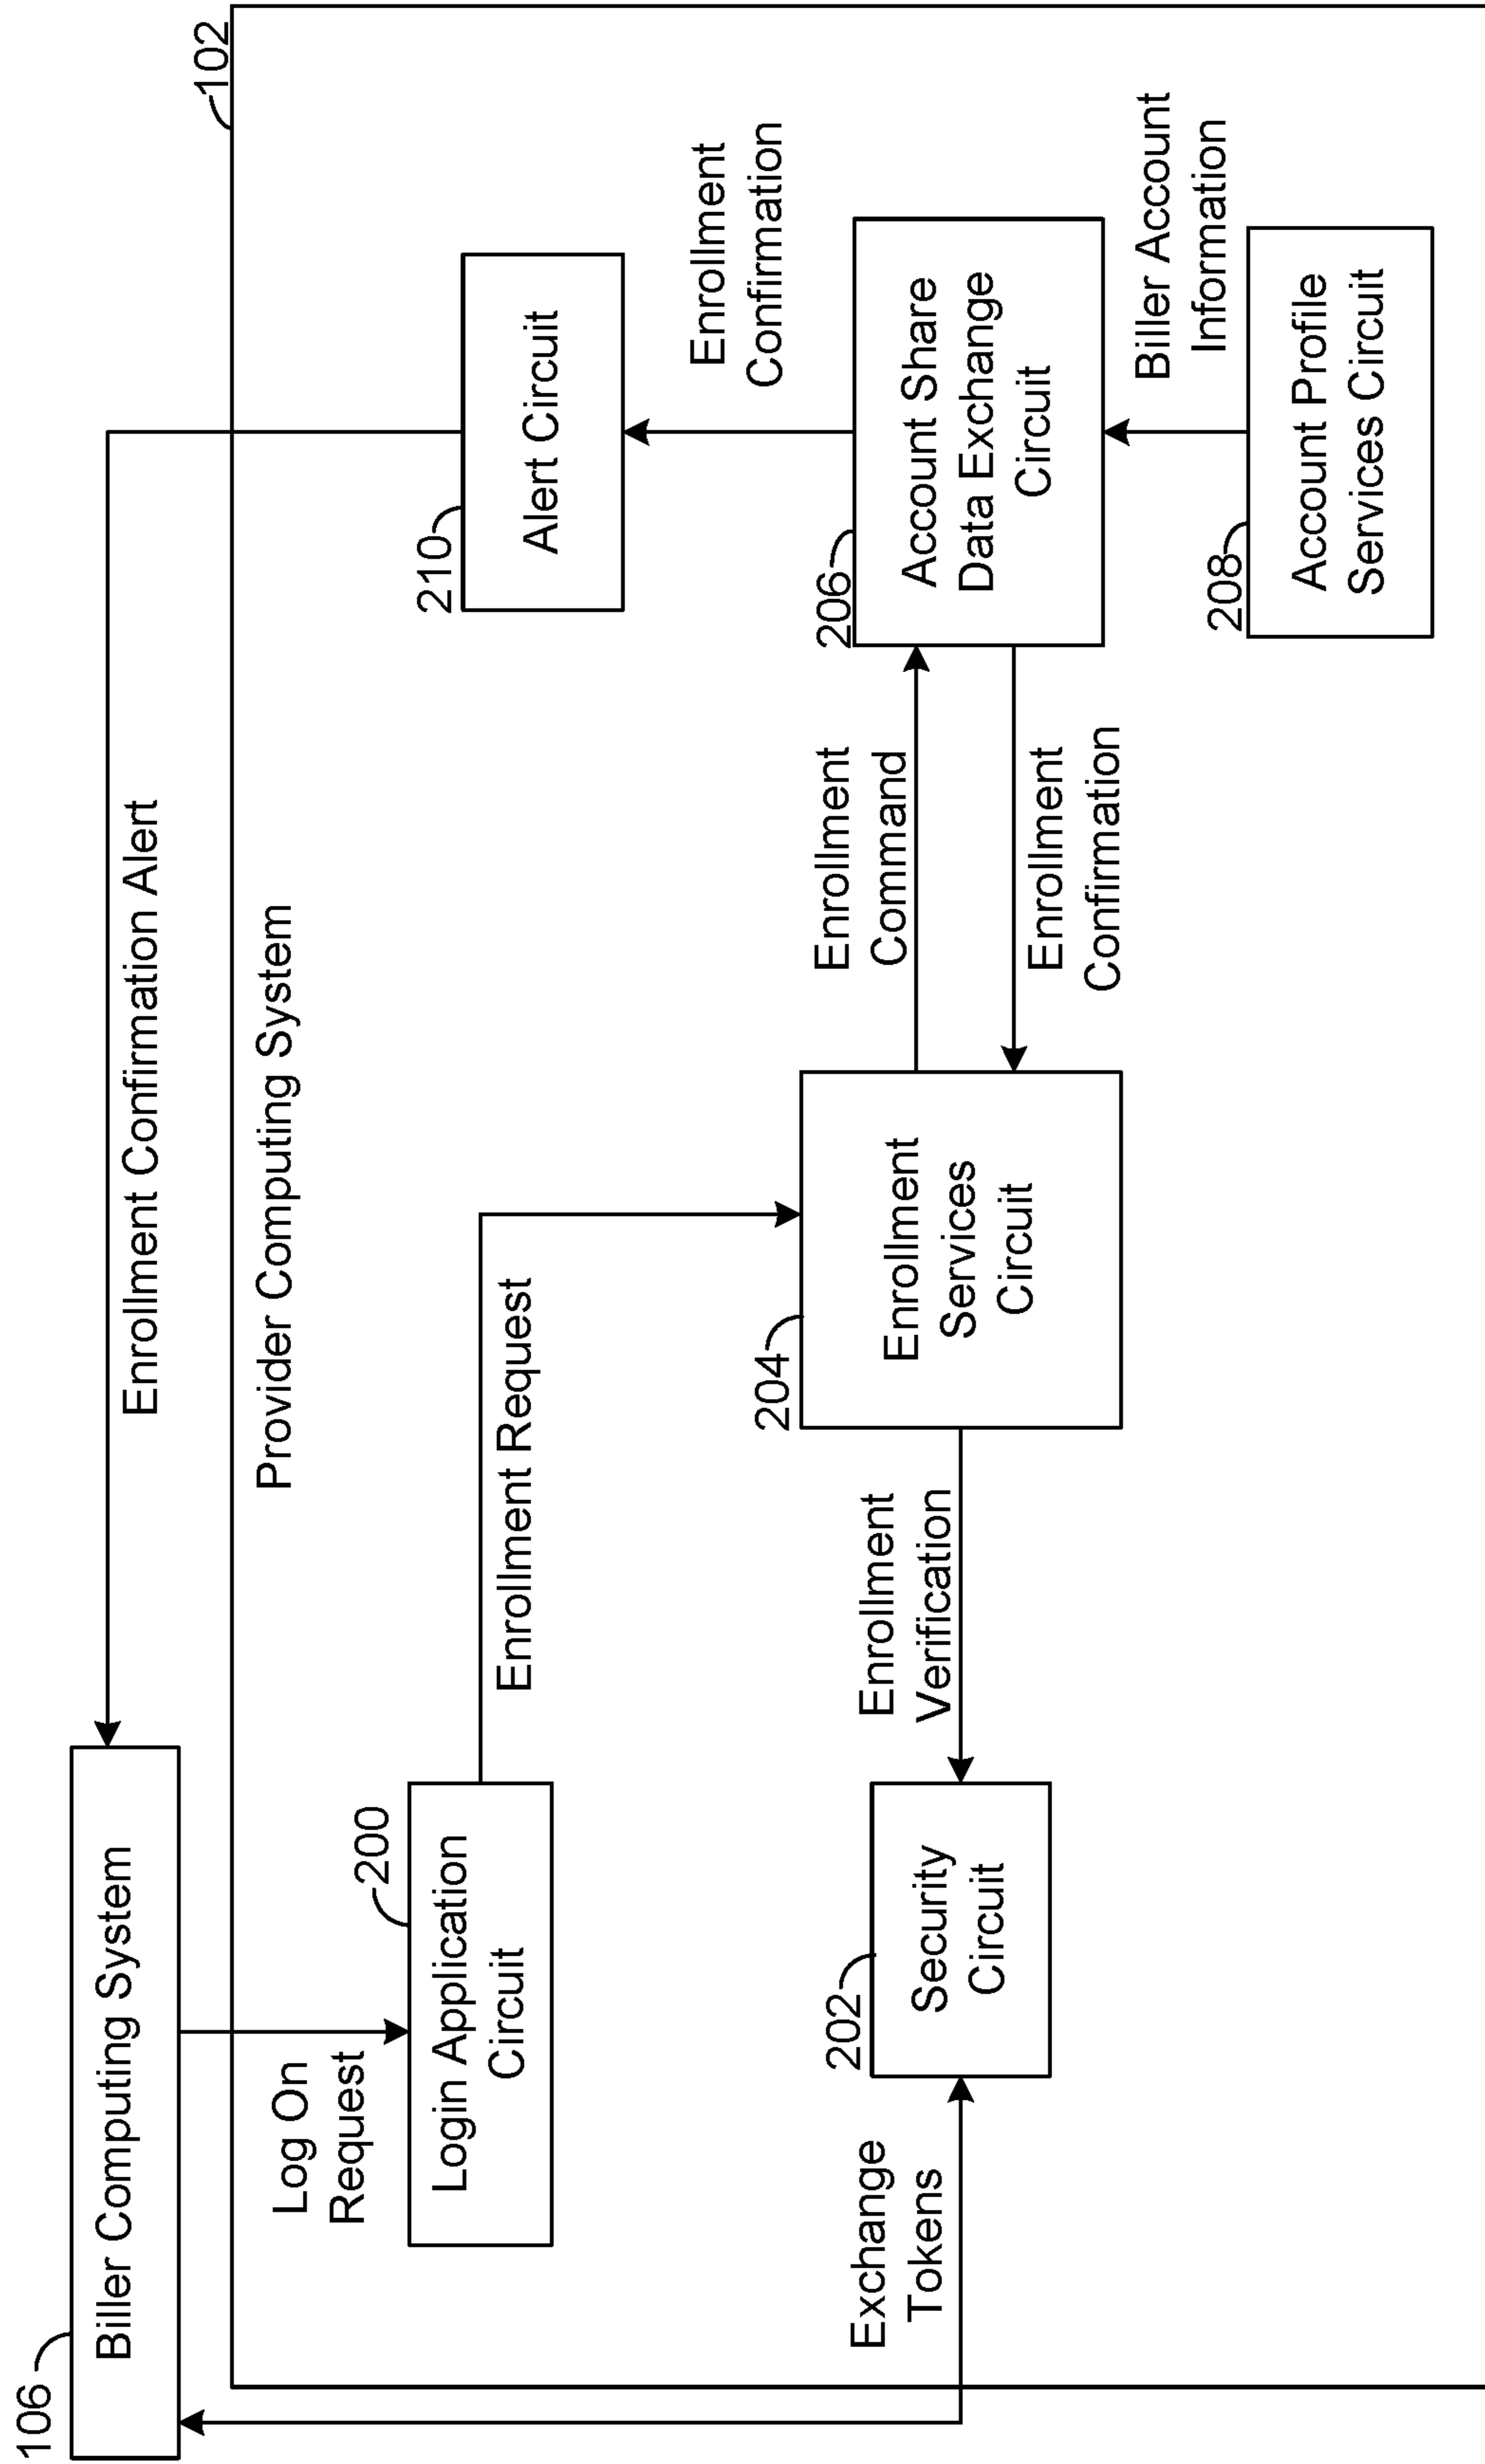 106
Biller Computing System
Enrollment Confirmation Alert
102
Provider Computing System
Log On
Request
200
Login Application
Circuit
Enrollment Request
210
Alert Circuit
Enrollment
Confirmation
Exchange
Tokens
202
Security
Circuit
Enrollment
Verification
204
Enrollment
Services
Circuit
Enrollment
Command
Enrollment
Confirmation
206
Account Share
Data Exchange
Circuit
Biller Account
Information
208
Account Profile
Services Circuit